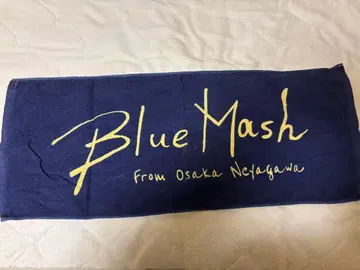 Blue Mash
From Osaka Neyagawa